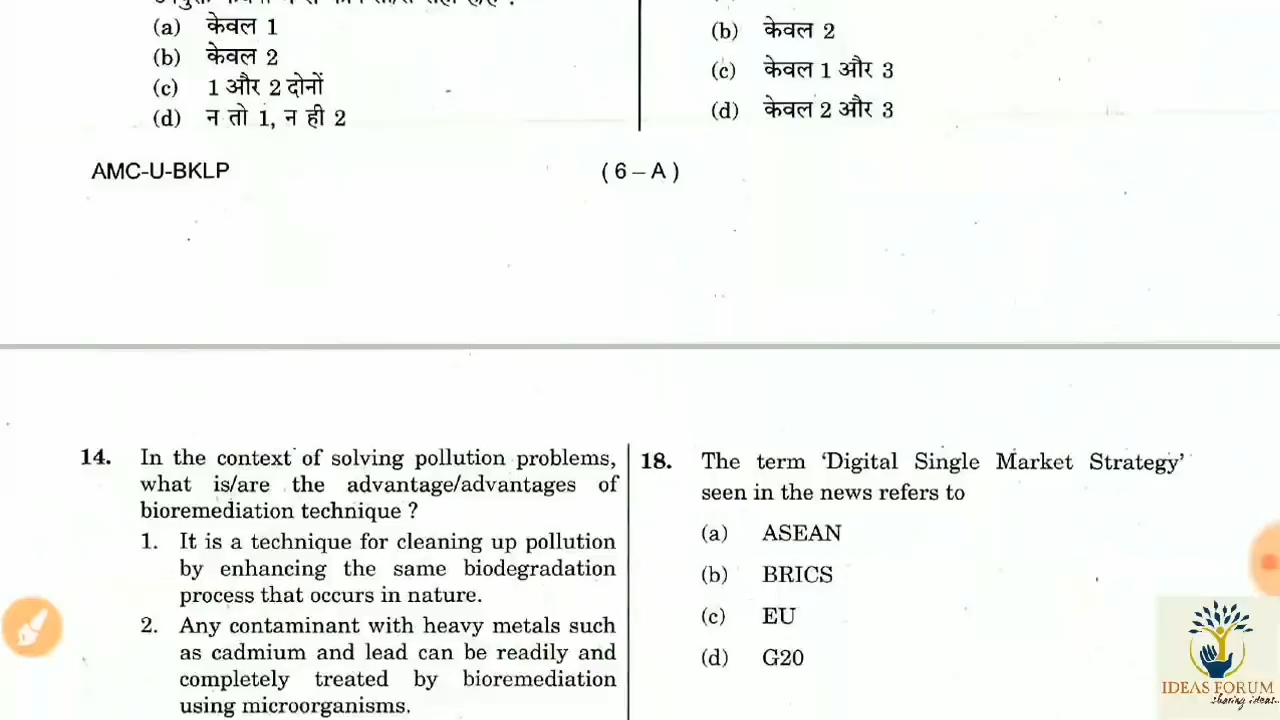 (a) केवल 1
(b) केवल 2
(c) 1 और 2 दोनों
(d) न तो 1, न ही 2
(b) केवल 2
(c) केवल 1 और 3
(d) केवल 2 और 3
AMC-U-BKLP
( 6 – A )
14. In the context of solving pollution problems,
what is/are the advantage/advantages of
bioremediation technique ?
1. It is a technique for cleaning up pollution
by enhancing the same biodegradation
process that occurs in nature.
2. Any contaminant with heavy metals such
as cadmium and lead can be readily and
completely treated by bioremediation
using microorganisms.
18. The term ‘Digital Single Market Strategy’
seen in the news refers to
(a) ASEAN
(b) BRICS
(c) EU
(d) G20
IDEAS FORUM
sharing ideas..